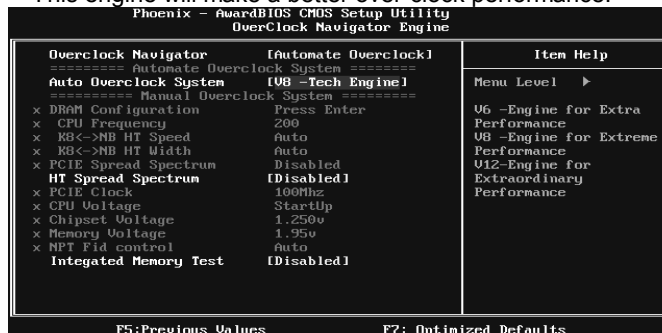 This engine will make a better over-clock performance.
Phoenix - AwardBIOS CMOS Setup Utility
OverClock Navigator Engine
Overclock Navigator [Automate Overclock]
======== Automate Overclock System ========
Auto Overclock System [V8 -Tech Engine]
========== Manual Overclock System =========
x DRAM Configuration Press Enter
x CPU Frequency 200
x K8<->NB HT Speed Auto
x K8<->NB HT Width Auto
x PCIE Spread Spectrum Disabled
HT Spread Spectrum [Disabled]
x PCIE Clock 100Mhz
x CPU Voltage StartUp
x Chipset Voltage 1.250v
x Memory Voltage 1.95v
x NPT Fid control Auto
Integated Memory Test [Disabled]
Item Help
Menu Level ▶
V6 -Engine for Extra
Performance
V8 -Engine for Extreme
Performance
V12-Engine for
Extraordinary
Performance
F5:Previous Values F7: Optimized Defaults